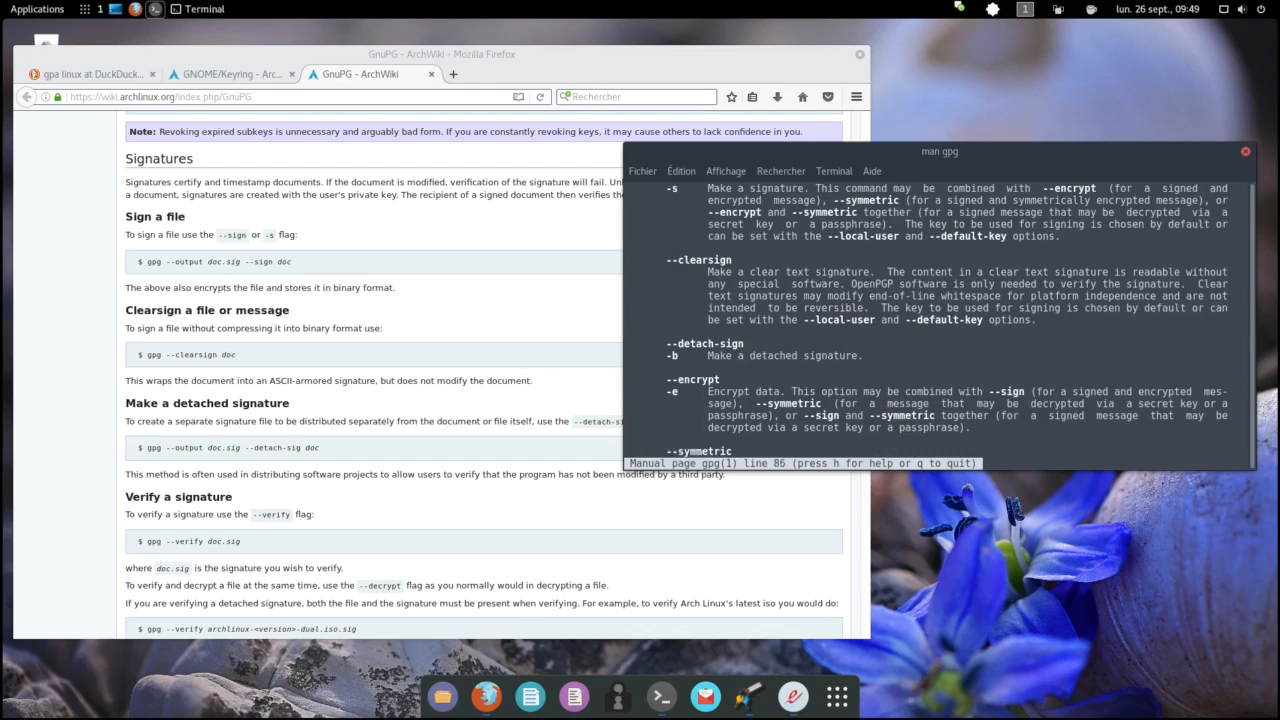 Applications
1
Terminal
1
lun. 26 sept., 09:49
GnuPG - ArchWiki - Mozilla Firefox
gpa linux at DuckDuck...
GNOME/Keyring - Arc...
GnuPG - ArchWiki
https://wiki.archlinux.org/index.php/GnuPG
Rechercher
Note: Revoking expired subkeys is unnecessary and arguably bad form. If you are constantly revoking keys, it may cause others to lack confidence in you.
Signatures
Signatures certify and timestamp documents. If the document is modified, verification of the signature will fail.
a document, signatures are created with the user's private key. The recipient of a signed document then verifies the
Sign a file
To sign a file use the --sign or -s flag:
$ gpg --output doc.sig --sign doc
The above also encrypts the file and stores it in binary format.
Clearsign a file or message
To sign a file without compressing it into binary format use:
$ gpg --clearsign doc
This wraps the document into an ASCII-armored signature, but does not modify the document.
Make a detached signature
To create a separate signature file to be distributed separately from the document or file itself, use the --detach-si
$ gpg --output doc.sig --detach-sig doc
This method is often used in distributing software projects to allow users to verify that the program has not been modified by a third party.
Verify a signature
To verify a signature use the --verify flag:
$ gpg --verify doc.sig
where doc.sig is the signature you wish to verify.
To verify and decrypt a file at the same time, use the --decrypt flag as you normally would in decrypting a file.
If you are verifying a detached signature, both the file and the signature must be present when verifying. For example, to verify Arch Linux's latest iso you would do:
$ gpg --verify archlinux-<version>-dual.iso.sig
man gpg
Fichier Édition Affichage Rechercher Terminal Aide
-s Make a signature. This command may be combined with --encrypt (for a signed and
encrypted message), --symmetric (for a signed and symmetrically encrypted message), or
--encrypt and --symmetric together (for a signed message that may be decrypted via a
secret key or a passphrase). The key to be used for signing is chosen by default or
can be set with the --local-user and --default-key options.
--clearsign
Make a clear text signature. The content in a clear text signature is readable without
any special software. OpenPGP software is only needed to verify the signature. Clear
text signatures may modify end-of-line whitespace for platform independence and are not
intended to be reversible. The key to be used for signing is chosen by default or can
be set with the --local-user and --default-key options.
--detach-sign
-b Make a detached signature.
--encrypt
-e Encrypt data. This option may be combined with --sign (for a signed and encrypted mes-
sage), --symmetric (for a message that may be decrypted via a secret key or a
passphrase), or --sign and --symmetric together (for a signed message that may be
decrypted via a secret key or a passphrase).
--symmetric
Manual page gpg(1) line 86 (press h for help or q to quit)